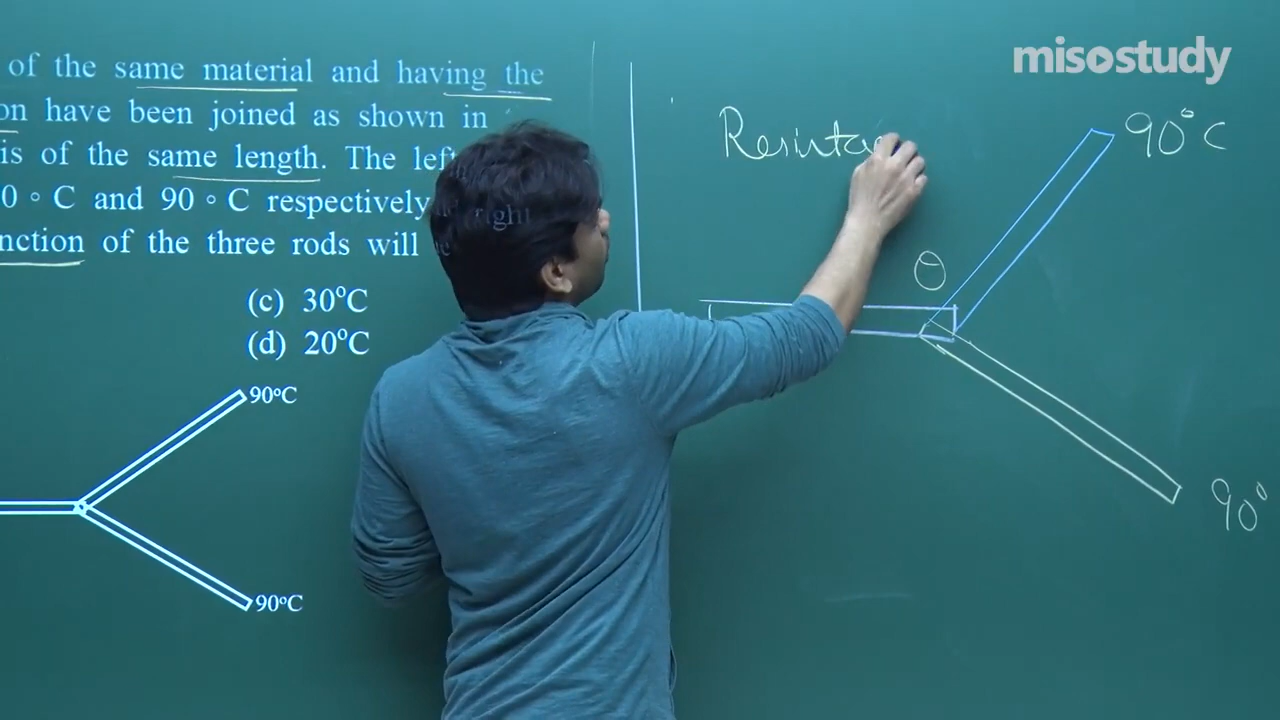 of the same material and having the
on have been joined as shown in
is of the same length. The left
0 ° C and 90 ° C respectively right
nction of the three rods will be
(c) 30°C
(d) 20°C
90°C
90°C
misostudy
90°C
θ
90°